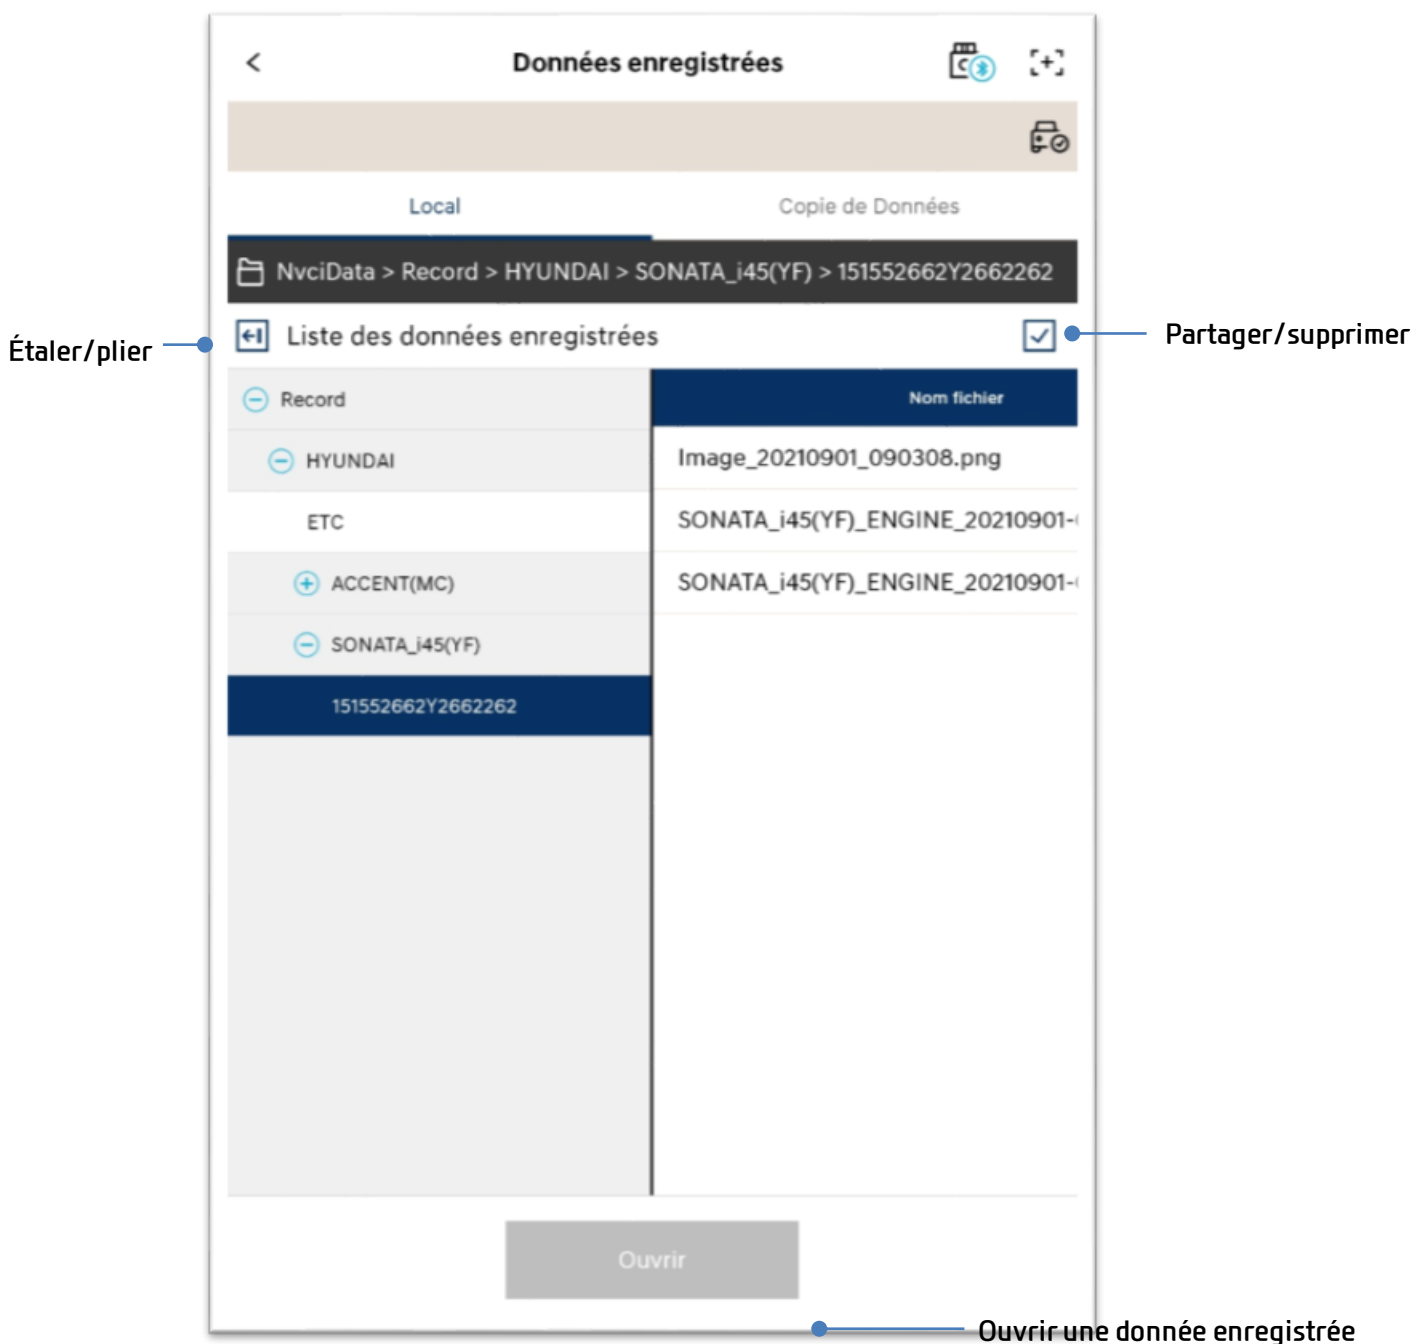 Données enregistrées
Local
Copie de Données
NvciData > Record > HYUNDAI > SONATA_i45(YF) > 151552662Y2662262
Étaler/plier
Liste des données enregistrées
Partager/supprimer
Record
Nom fichier
HYUNDAI
Image_20210901_090308.png
ETC
SONATA_i45(YF)_ENGINE_20210901-
ACCENT(MC)
SONATA_i45(YF)_ENGINE_20210901-
SONATA_i45(YF)
151552662Y2662262
Ouvrir
Ouvrir une donnée enregistrée